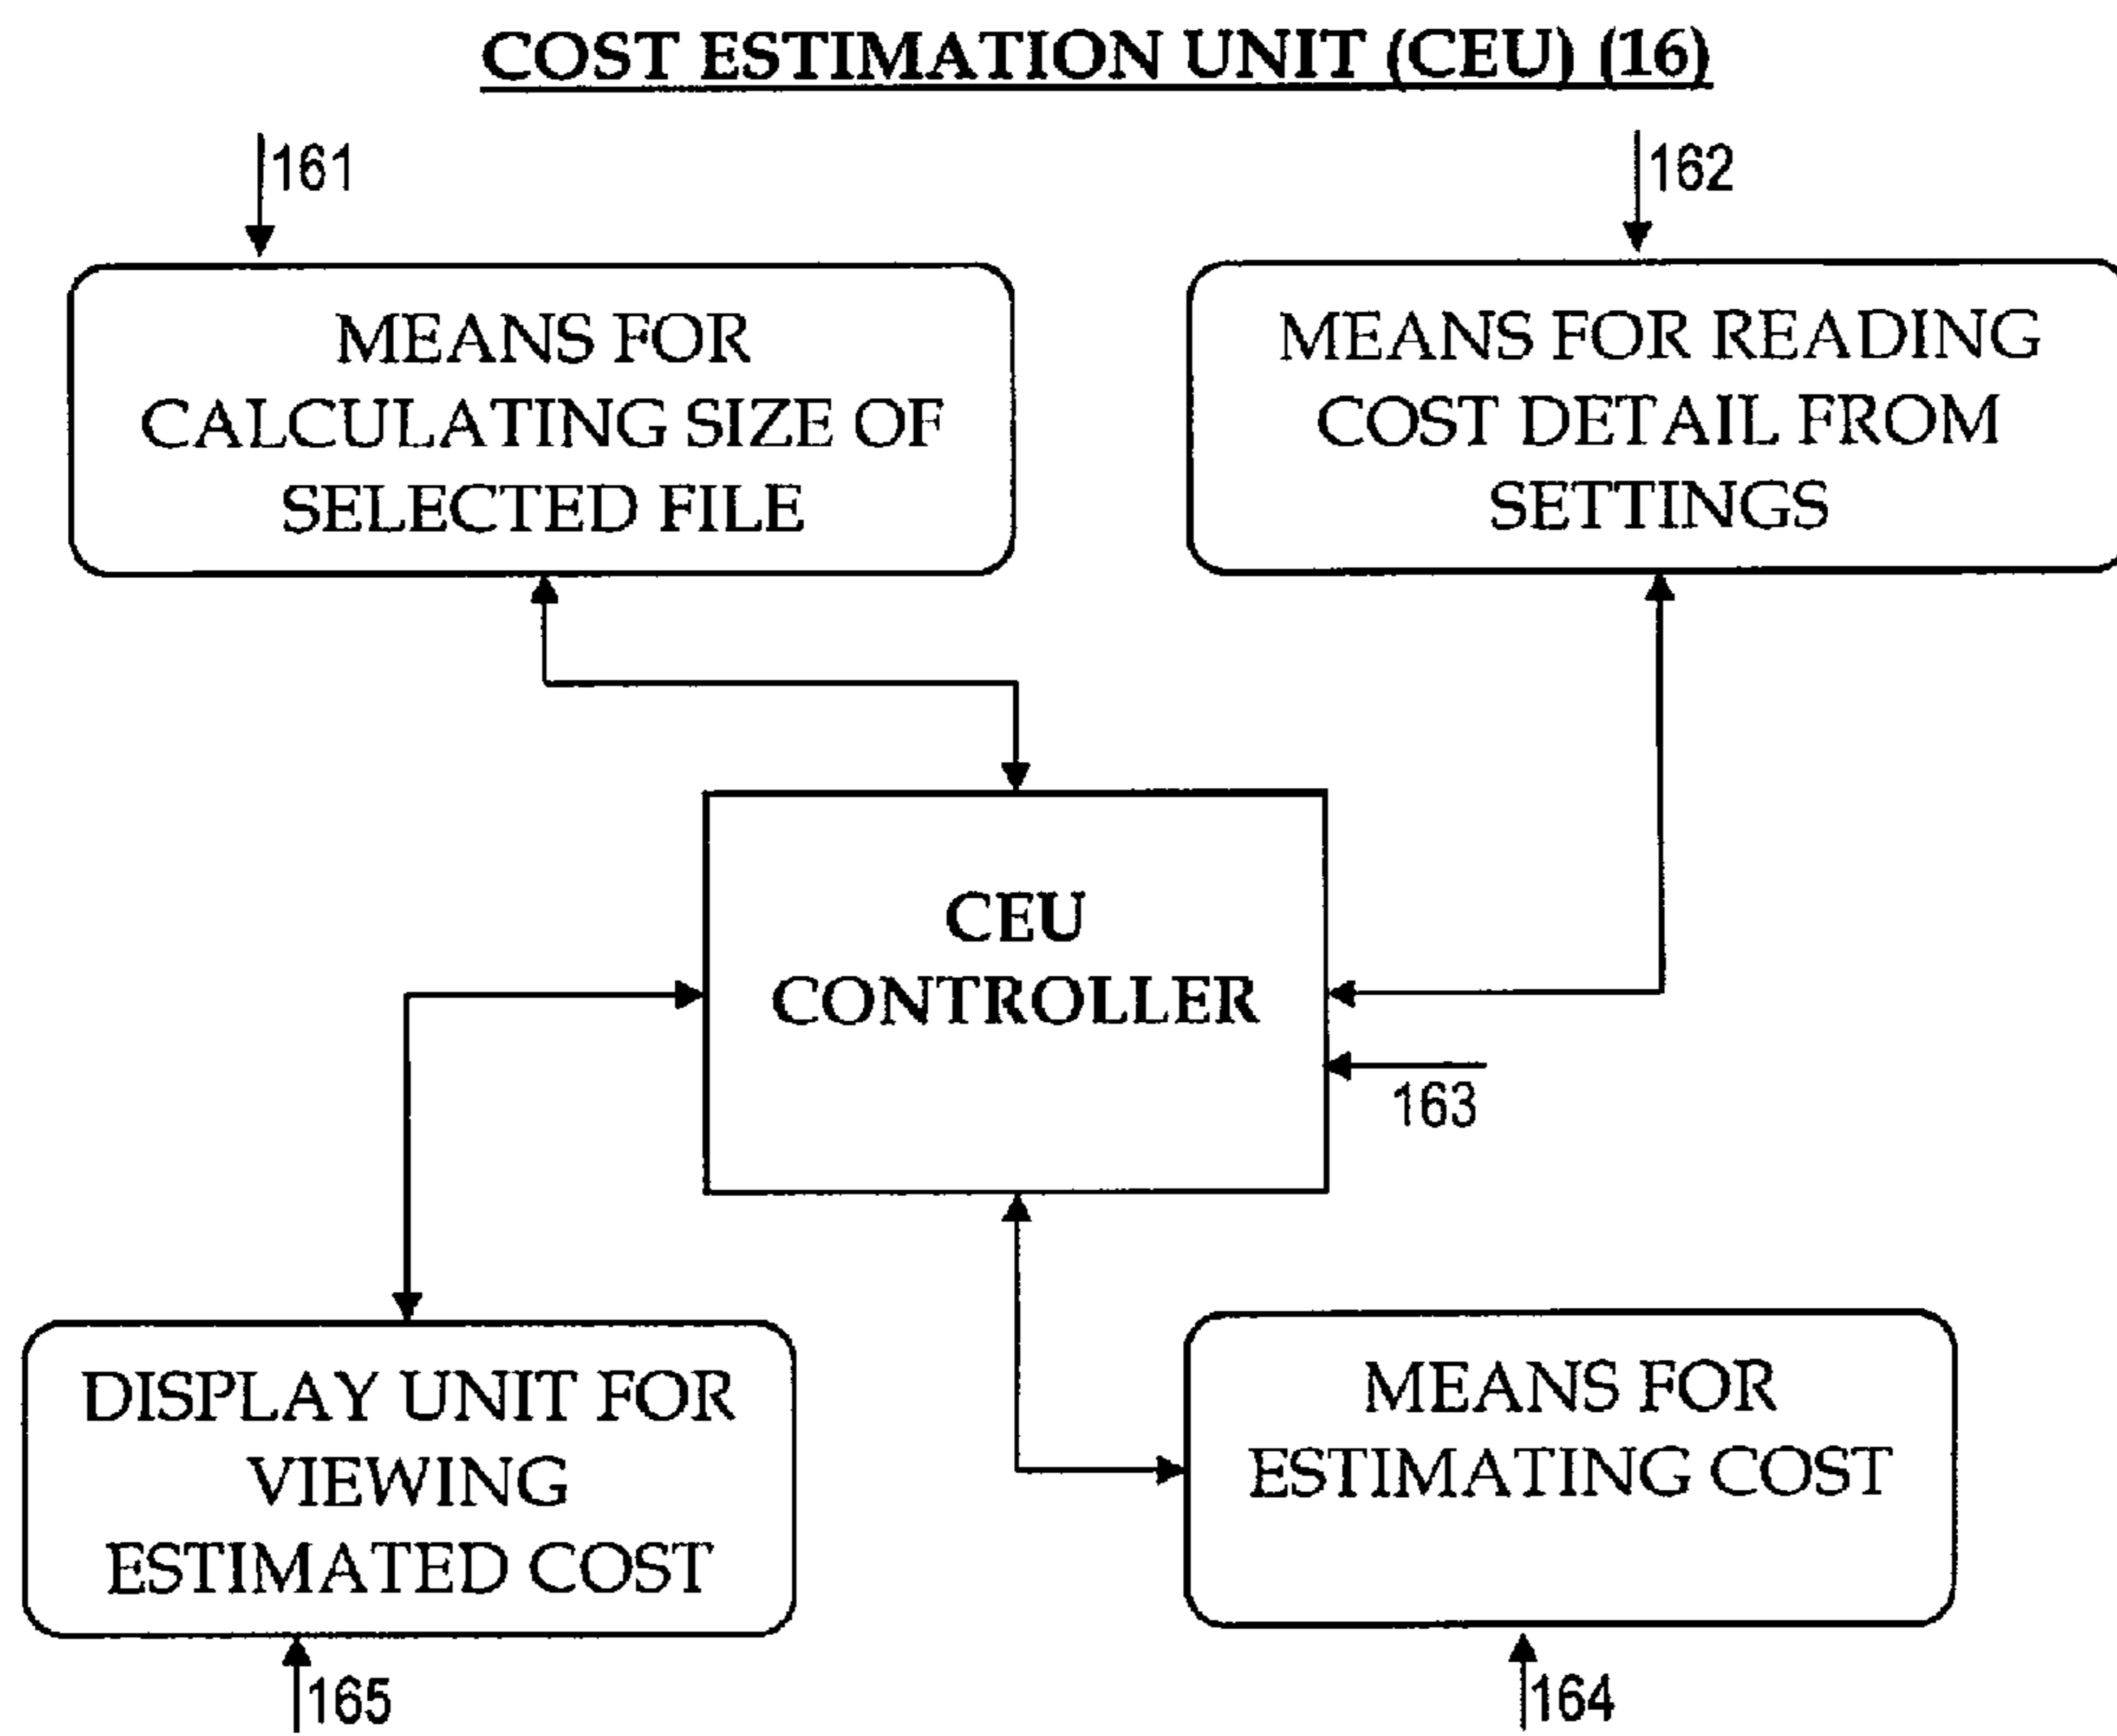 COST ESTIMATION UNIT (CEU) (16)
161
162
MEANS FOR
CALCULATING SIZE OF
SELECTED FILE
MEANS FOR READING
COST DETAIL FROM
SETTINGS
CEU
CONTROLLER
163
DISPLAY UNIT FOR
VIEWING
ESTIMATED COST
MEANS FOR
ESTIMATING COST
165
164